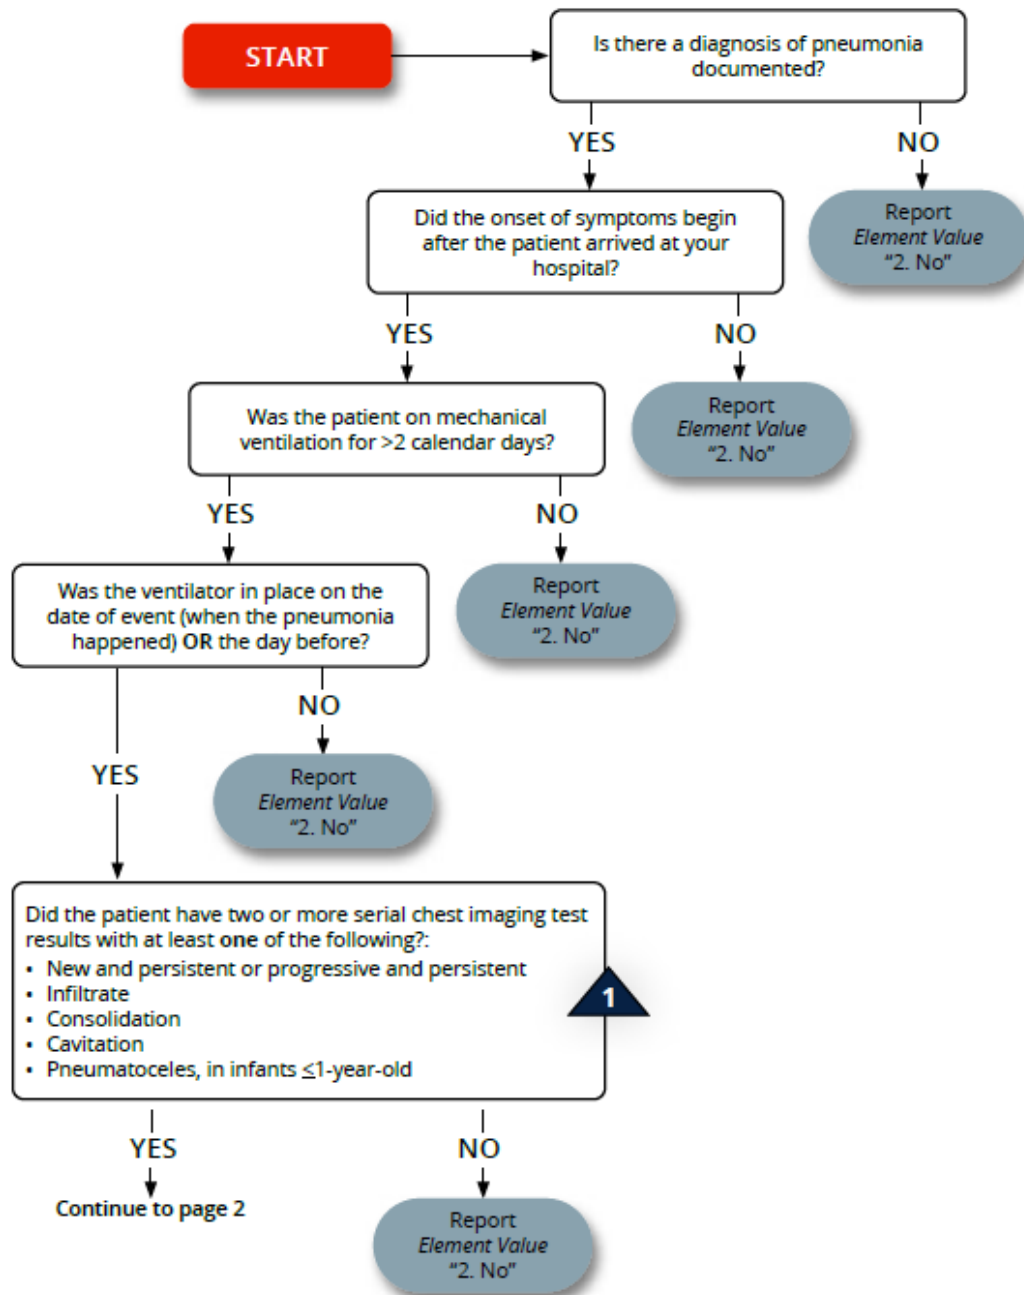 START
Is there a diagnosis of pneumonia
documented?
YES
NO
Did the onset of symptoms begin
after the patient arrived at your
hospital?
Report
Element Value
“2. No”
YES
NO
Was the patient on mechanical
ventilation for >2 calendar days?
Report
Element Value
“2. No”
YES
NO
Was the ventilator in place on the
date of event (when the pneumonia
happened) OR the day before?
Report
Element Value
“2. No”
NO
YES
Report
Element Value
“2. No”
Did the patient have two or more serial chest imaging test
results with at least one of the following?:
• New and persistent or progressive and persistent
• Infiltrate
• Consolidation
• Cavitation
• Pneumatoceles, in infants ≤1-year-old
1
YES
NO
Continue to page 2
Report
Element Value
“2. No”